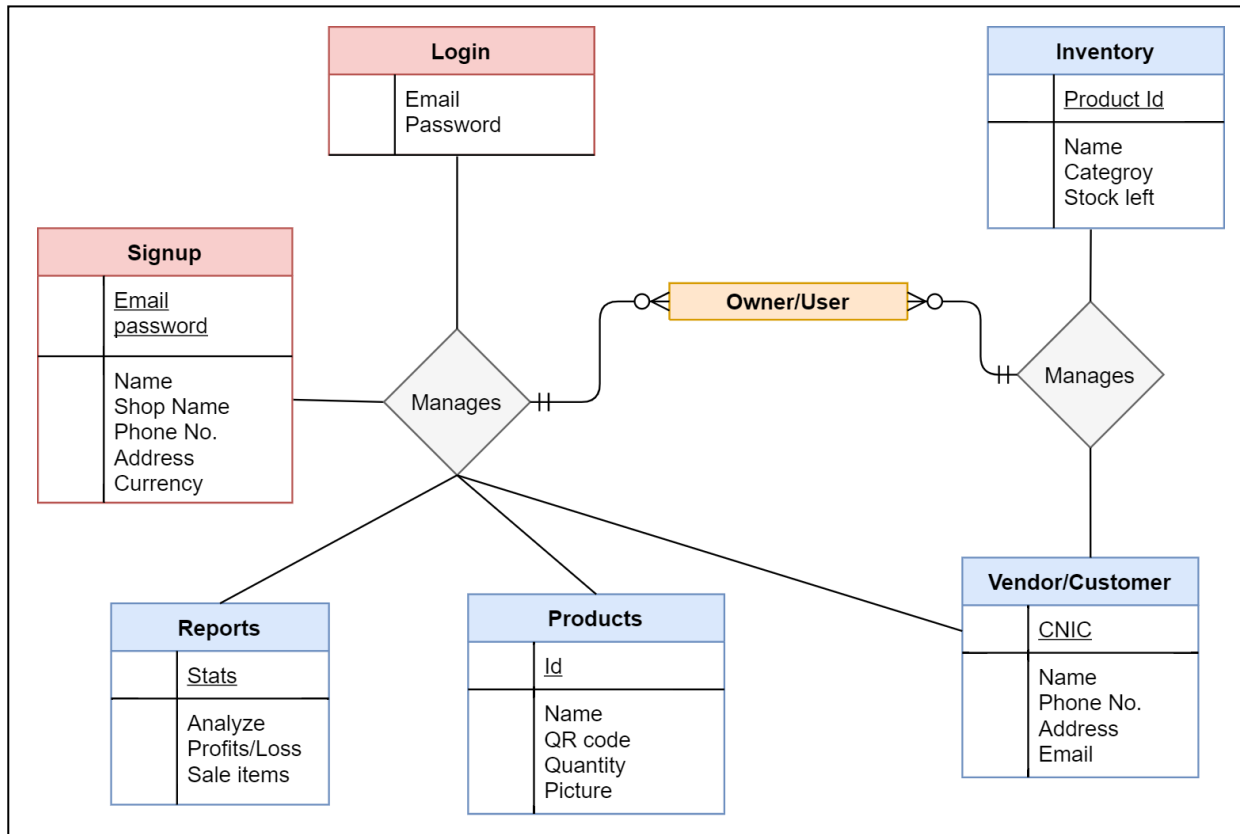 Login
Email
Password
Inventory
Product Id
Name
Categroy
Stock left
Signup
Email
password
Name
Shop Name
Phone No.
Address
Currency
Owner/User
Manages
Manages
Reports
Stats
Analyze
Profits/Loss
Sale items
Products
Id
Name
QR code
Quantity
Picture
Vendor/Customer
CNIC
Name
Phone No.
Address
Email